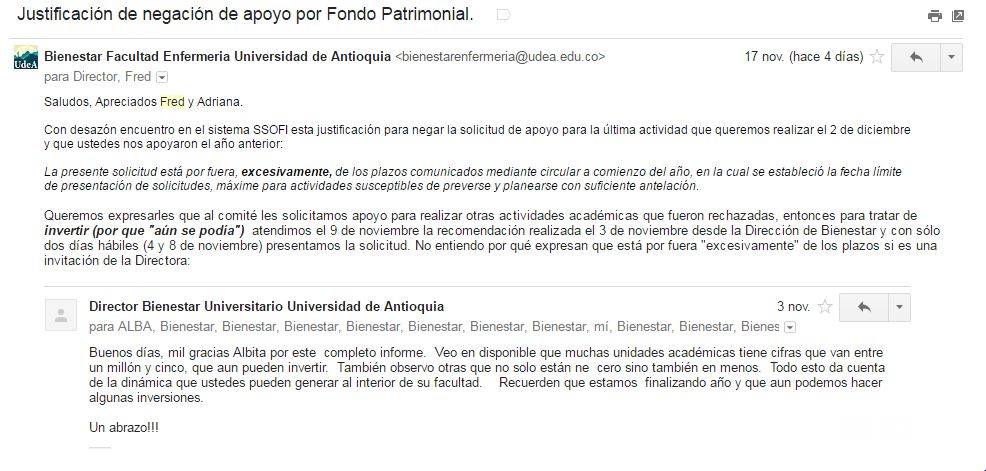 Justificación de negación de apoyo por Fondo Patrimonial.
Bienestar Facultad Enfermeria Universidad de Antioquia <bienestarenfermeria@udea.edu.co>
17 nov. (hace 4 días)
UdeA
para Director, Fred
Saludos, Apreciados Fred y Adriana.
Con desazón encuentro en el sistema SSOFI esta justificación para negar la solicitud de apoyo para la última actividad que queremos realizar el 2 de diciembre
y que ustedes nos apoyaron el año anterior:
La presente solicitud está por fuera, excesivamente, de los plazos comunicados mediante circular a comienzo del año, en la cual se estableció la fecha límite
de presentación de solicitudes, máxime para actividades susceptibles de preverse y planearse con suficiente antelación.
Queremos expresarles que al comité les solicitamos apoyo para realizar otras actividades académicas que fueron rechazadas, entonces para tratar de
invertir (por que "aún se podía") atendimos el 9 de noviembre la recomendación realizada el 3 de noviembre desde la Dirección de Bienestar y con sólo
dos días hábiles (4 y 8 de noviembre) presentamos la solicitud. No entiendo por qué expresan que está por fuera "excesivamente" de los plazos si es una
invitación de la Directora:
Director Bienestar Universitario Universidad de Antioquia
3 nov.
para ALBA, Bienestar, Bienestar, Bienestar, Bienestar, Bienestar, Bienestar, Bienestar, mí, Bienestar, Bienestar, Bienes
Buenos días, mil gracias Albita por este completo informe. Veo en disponible que muchas unidades académicas tiene cifras que van entre
un millón y cinco, que aun pueden invertir. También observo otras que no solo están ne cero sino también en menos. Todo esto da cuenta
de la dinámica que ustedes pueden generar al interior de su facultad. Recuerden que estamos finalizando año y que aun podemos hacer
algunas inversiones.
Un abrazo!!!